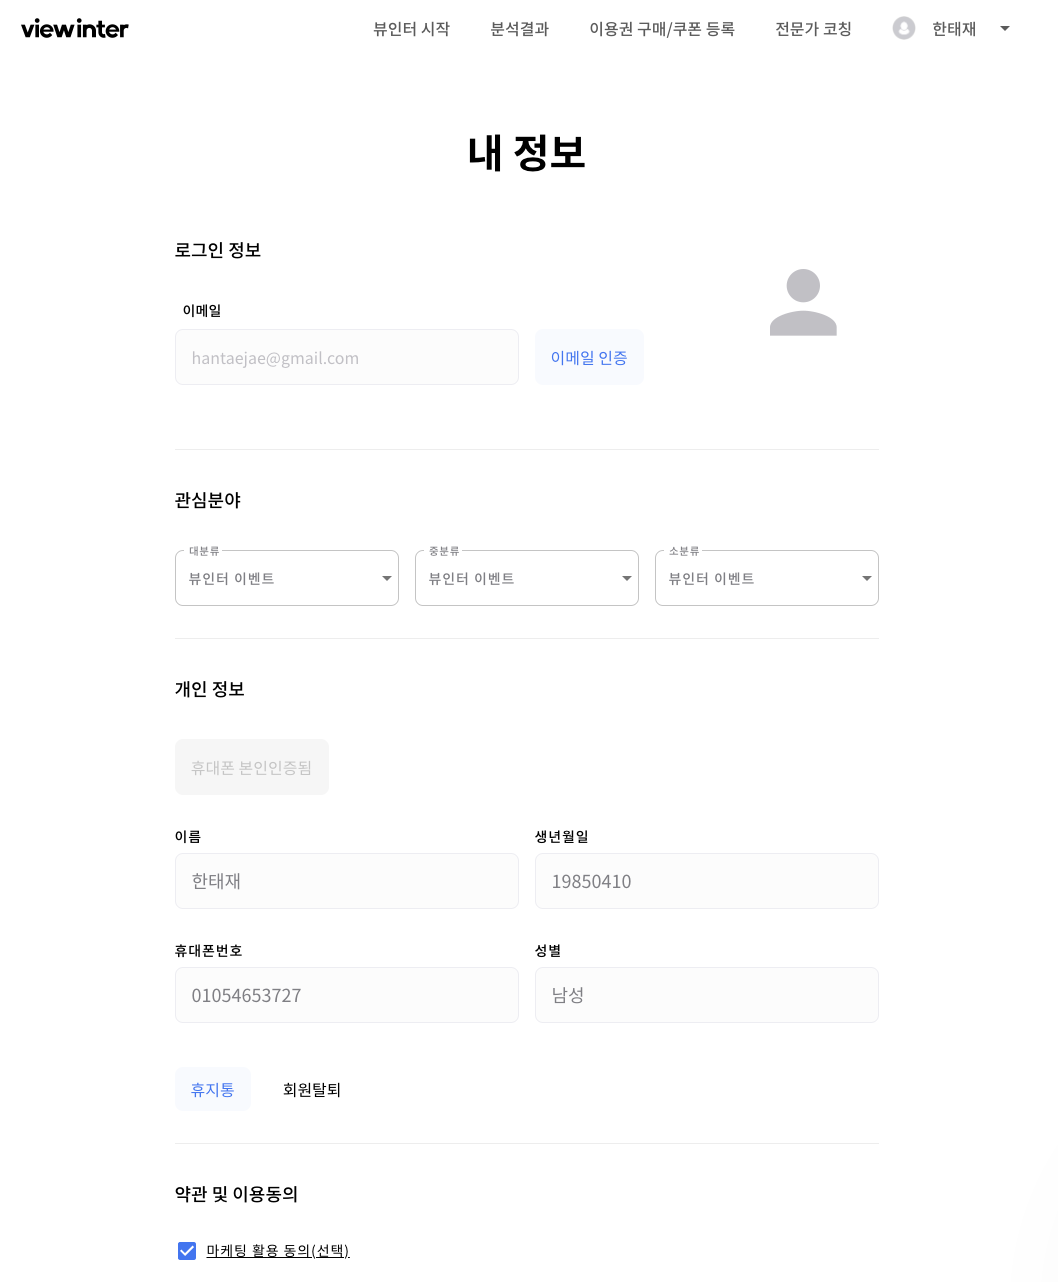 viewinter
뷰인터 시작 분석결과 이용권 구매/쿠폰 등록 전문가 코칭 한태재
내 정보
로그인 정보
이메일
hantaejae@gmail.com 이메일 인증
관심분야
대분류 중분류 소분류
뷰인터 이벤트 뷰인터 이벤트 뷰인터 이벤트
개인 정보
휴대폰 본인인증됨
이름 생년월일
한태재 19850410
휴대폰번호 성별
01054653727 남성
휴지통 회원탈퇴
약관 및 이용동의
마케팅 활용 동의(선택)